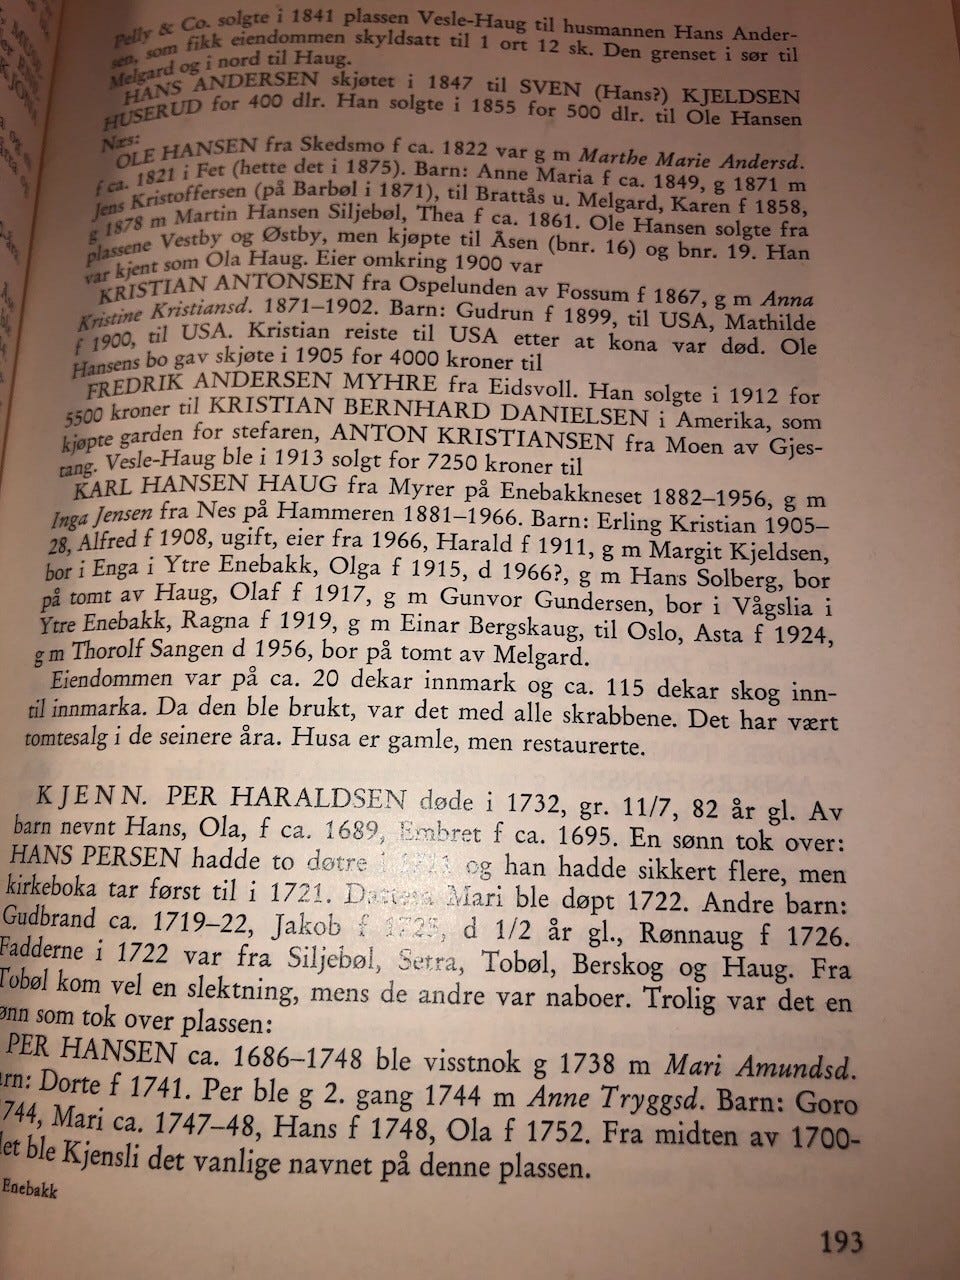 Pelly & Co. solgte i 1841 plassen Vesle-Haug til husmannen Hans Ander-
sen, som fikk eiendommen skyldsatt til 1 ort 12 sk. Den grenset i sør til
Melgard og i nord til Haug.
HANS ANDERSEN skjøtet i 1847 til SVEN (Hans?) KJELDSEN
HUSERUD for 400 dlr. Han solgte i 1855 for 500 dlr. til Ole Hansen
Næs:
OLE HANSEN fra Skedsmo f ca. 1822 var g m Marthe Marie Andersd.
f ca. 1821 i Fet (hette det i 1875). Barn: Anne Maria f ca. 1849, g 1871 m
Jens Kristoffersen (på Barbøl i 1871), til Brattås u. Melgard, Karen f 1858,
g 1878 m Martin Hansen Siljebøl, Thea f ca. 1861. Ole Hansen solgte fra
plassene Vestby og Østby, men kjøpte til Åsen (bnr. 16) og bnr. 19. Han
var kjent som Ola Haug. Eier omkring 1900 var
KRISTIAN ANTONSEN fra Ospelunden av Fossum f 1867, g m Anna
Kristine Kristiansd. 1871–1902. Barn: Gudrun f 1899, til USA, Mathilde
f 1900, til USA. Kristian reiste til USA etter at kona var død. Ole
Hansens bo gav skjøte i 1905 for 4000 kroner til
FREDRIK ANDERSEN MYHRE fra Eidsvoll. Han solgte i 1912 for
5500 kroner til KRISTIAN BERNHARD DANIELSEN i Amerika, som
kjøpte garden for stefaren, ANTON KRISTIANSEN fra Moen av Gjes-
tang. Vesle-Haug ble i 1913 solgt for 7250 kroner til
KARL HANSEN HAUG fra Myrer på Enebakkneset 1882–1956, g m
Inga Jensen fra Nes på Hammeren 1881–1966. Barn: Erling Kristian 1905–
28, Alfred f 1908, ugift, eier fra 1966, Harald f 1911, g m Margit Kjeldsen,
bor i Enga i Ytre Enebakk, Olga f 1915, d 1966?, g m Hans Solberg, bor
på tomt av Haug, Olaf f 1917, g m Gunvor Gundersen, bor i Vågslia i
Ytre Enebakk, Ragna f 1919, g m Einar Bergskaug, til Oslo, Asta f 1924,
g m Thorolf Sangen d 1956, bor på tomt av Melgard.
Eiendommen var på ca. 20 dekar innmark og ca. 115 dekar skog inn-
til innmarka. Da den ble brukt, var det med alle skrabbene. Det har vært
tomtesalg i de seinere åra. Husa er gamle, men restaurerte.
KJENN. PER HARALDSEN døde i 1732, gr. 11/7, 82 år gl. Av
barn nevnt Hans, Ola, f ca. 1689, Embret f ca. 1695. En sønn tok over:
HANS PERSEN hadde to døtre i og han hadde sikkert flere, men
kirkeboka tar først til i 1721. Mari ble døpt 1722. Andre barn:
Gudbrand ca. 1719–22, Jakob f 1725, d 1/2 år gl., Rønnaug f 1726.
Fadderne i 1722 var fra Siljebøl, Setra, Tobøl, Berskog og Haug. Fra
Tobøl kom vel en slektning, mens de andre var naboer. Trolig var det en
ønn som tok over plassen:
PER HANSEN ca. 1686–1748 ble visstnok g 1738 m Mari Amundsd.
rn: Dorte f 1741. Per ble g 2. gang 1744 m Anne Tryggsd. Barn: Goro
744, Mari ca. 1747–48, Hans f 1748, Ola f 1752. Fra midten av 1700-
let ble Kjensli det vanlige navnet på denne plassen.
Enebakk
193